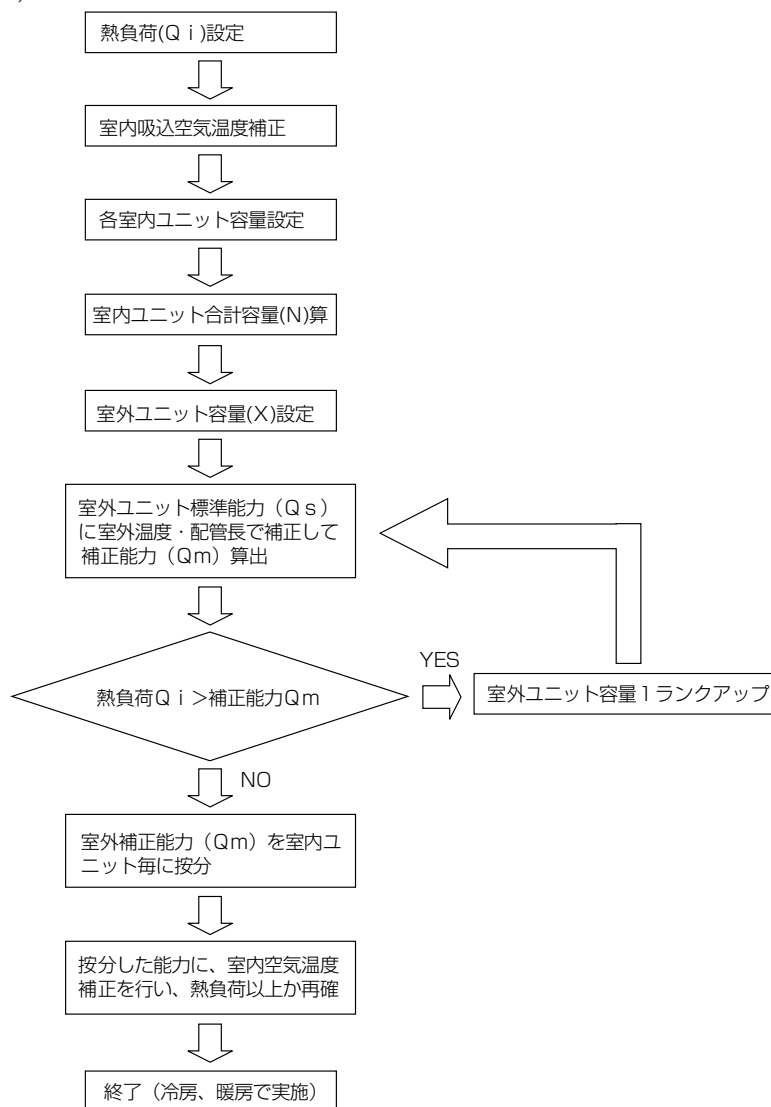 熱負荷(Ｑｉ)設定
室内吸込空気温度補正
各室内ユニット容量設定
室内ユニット合計容量(Ｎ)算
室外ユニット容量(Ｘ)設定
室外ユニット標準能力（Ｑｓ）
に室外温度・配管長で補正して
補正能力（Ｑｍ）算出
熱負荷Ｑｉ＞補正能力Ｑｍ
YES
室外ユニット容量１ランクアップ
NO
室外補正能力（Ｑｍ）を室内ユ
ニット毎に按分
按分した能力に、室内空気温度
補正を行い、熱負荷以上か再確
終了（冷房、暖房で実施）